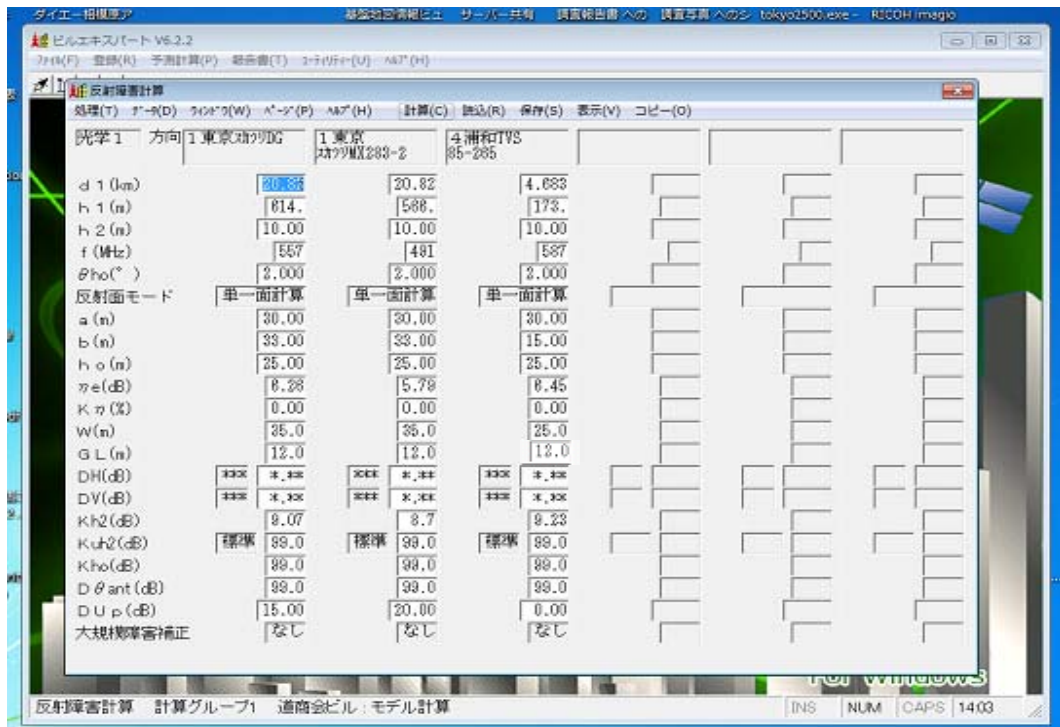 ダイエー相模原ア 基盤地図情報ビュ サーバー共有 調査報告書への 調査写真へのシ tokyo2500.exe - RICOH imagio
ビルエキスパート V6.2.2
ファイル(F) 登録(R) 予測計算(P) 報告書(T) ユーティリティー(U) ヘルプ(H)
反射障害計算
処理(T) データ(D) ウインドウ(W) ページ(P) ヘルプ(H) 計算(C) 読込(R) 保存(S) 表示(V) コピー(O)
光学1 方向 1東京スカイツリDG 1東京 4浦和TVS
スカイツリMX283-2 85-265
d1(km) 20.82 20.82 4.683
h1(m) 614. 566. 173.
h2(m) 10.00 10.00 10.00
f(MHz) 557 491 587
θho(°) 2.000 2.000 2.000
反射面モード 単一面計算 単一面計算 単一面計算
a(m) 30.00 30.00 30.00
b(m) 33.00 33.00 15.00
ho(m) 25.00 25.00 25.00
ηe(dB) 6.26 5.79 6.45
Kη(%) 0.00 0.00 0.00
W(m) 35.0 35.0 25.0
GL(m) 12.0 12.0 12.0
DH(dB) *** *.** *** *.** *** *.**
DV(dB) *** *.** *** *.** *** *.**
Kh2(dB) 9.07 8.7 9.23
Kuh2(dB) 標準 99.0 標準 99.0 標準 99.0
Kho(dB) 99.0 99.0 99.0
Dθant(dB) 99.0 99.0 99.0
DUp(dB) 15.00 20.00 0.00
大規模障害補正 なし なし なし
For Windows
反射障害計算 計算グループ1 道商会ビル:モデル計算 INS NUM CAPS 14:03